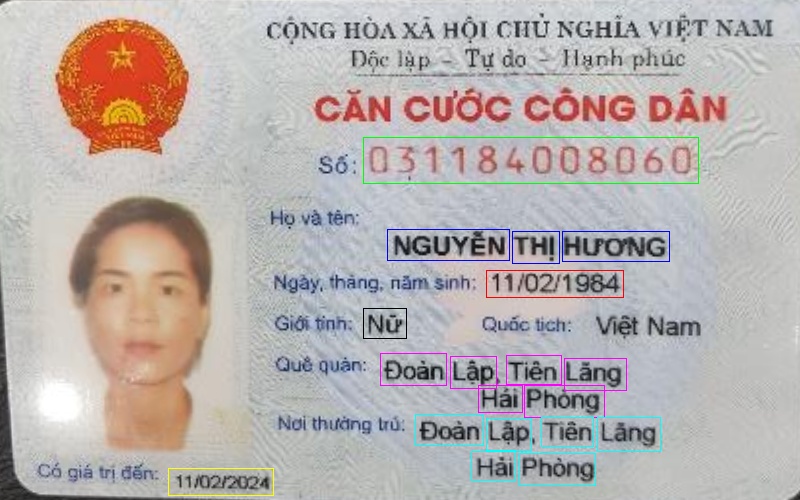 CỘNG HÒA XÃ HỘI CHỦ NGHĨA VIỆT NAM
Độc lập - Tự do - Hạnh phúc
CĂN CƯỚC CÔNG DÂN
Số: 031184008060
Họ và tên:
NGUYỄN THỊ HƯƠNG
Ngày, tháng, năm sinh: 11/02/1984
Giới tính: Nữ Quốc tịch: Việt Nam
Quê quán: Đoàn Lập, Tiên Lãng
Hải Phòng
Nơi thường trú: Đoàn Lập, Tiên Lãng
Hải Phòng
Có giá trị đến: 11/02/2024